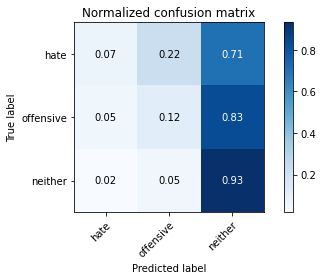 Normalized confusion matrix
True label
hate 0.07 0.22 0.71
offensive 0.05 0.12 0.83
neither 0.02 0.05 0.93
hate offensive neither
Predicted label
0.8
0.6
0.4
0.2